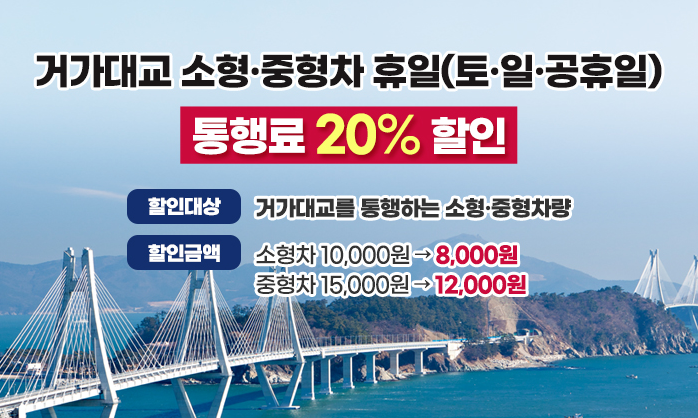 거가대교 소형·중형차 휴일(토·일·공휴일)
통행료 20% 할인
할인대상 거가대교를 통행하는 소형·중형차량
할인금액 소형차 10,000원 → 8,000원
중형차 15,000원 → 12,000원